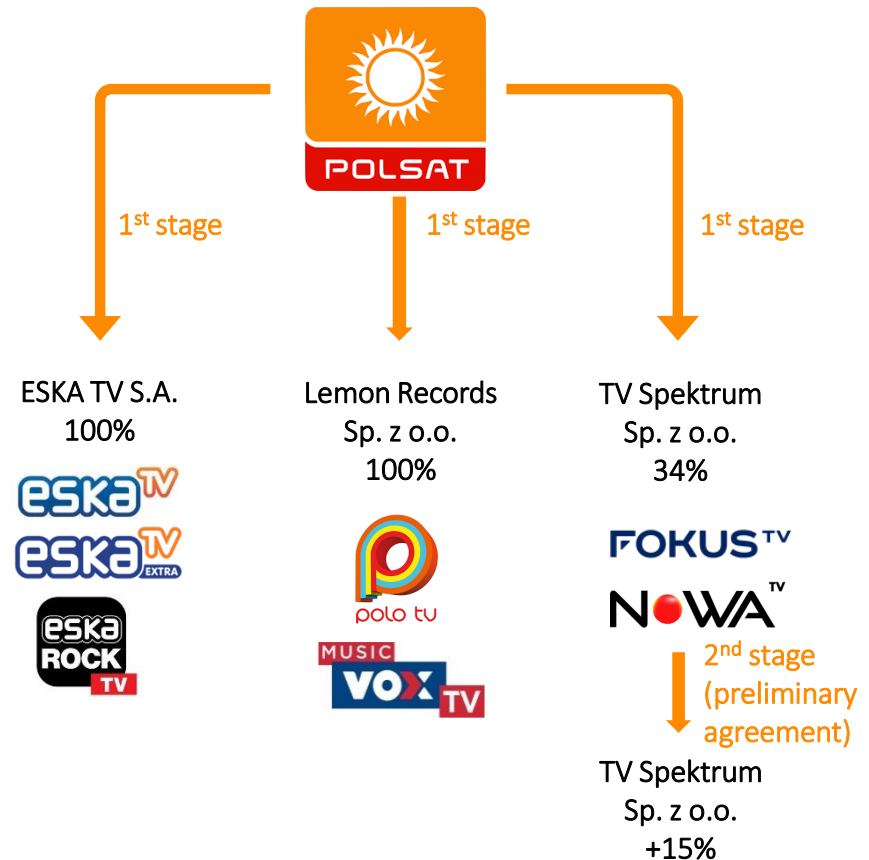 POLSAT
1st stage
1st stage
1st stage
ESKA TV S.A.
100%
eska TV
eska TV
EXTRA
eska
ROCK
TV
Lemon Records
Sp. z o.o.
100%
polo tv
MUSIC
VOX
TV
TV Spektrum
Sp. z o.o.
34%
FOKUS TV
NOWA TV
2nd stage
(preliminary
agreement)
TV Spektrum
Sp. z o.o.
+15%